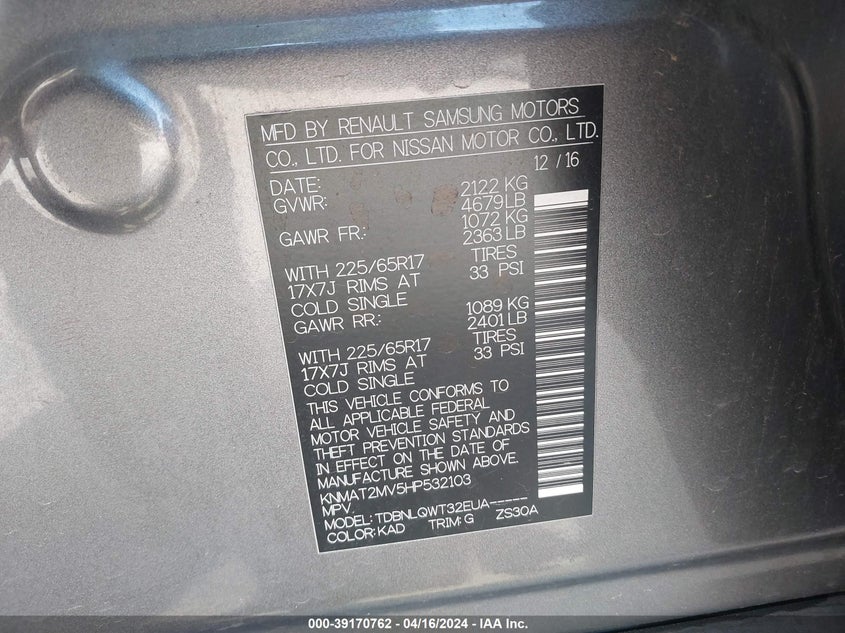 MFD BY RENAULT SAMSUNG MOTORS
CO., LTD. FOR NISSAN MOTOR CO., LTD.
12 / 16
DATE: 2122 KG
GVWR: 4679 LB
1072 KG
GAWR FR.: 2363 LB
TIRES
WITH 225/65R17 33 PSI
17X7J RIMS AT
COLD SINGLE 1089 KG
GAWR RR.: 2401 LB
TIRES
WITH 225/65R17 33 PSI
17X7J RIMS AT
COLD SINGLE
THIS VEHICLE CONFORMS TO
ALL APPLICABLE FEDERAL
MOTOR VEHICLE SAFETY AND
THEFT PREVENTION STANDARDS
IN EFFECT ON THE DATE OF
MANUFACTURE SHOWN ABOVE.
KNMAT2MV5HP532103
MPV.
MODEL: TDBNLQWT32EUA-----
COLOR: KAD TRIM: G ZS30A
000-39170762 - 04/16/2024 - IAA Inc.